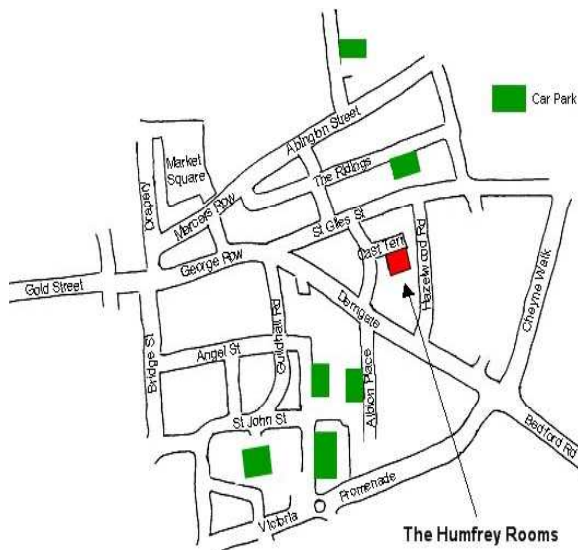 Car Park
Abington Street
Market
Square
The Ridings
Drapery
Mercers Row
St Giles St
Cast Terr
Hazelwood Rd
George Row
Gold Street
Cheyne Walk
Derngate
Guildhall Rd
Bridge St
Angel St
Albion Place
St John St
Bedford Rd
Victoria
Promenade
The Humfrey Rooms